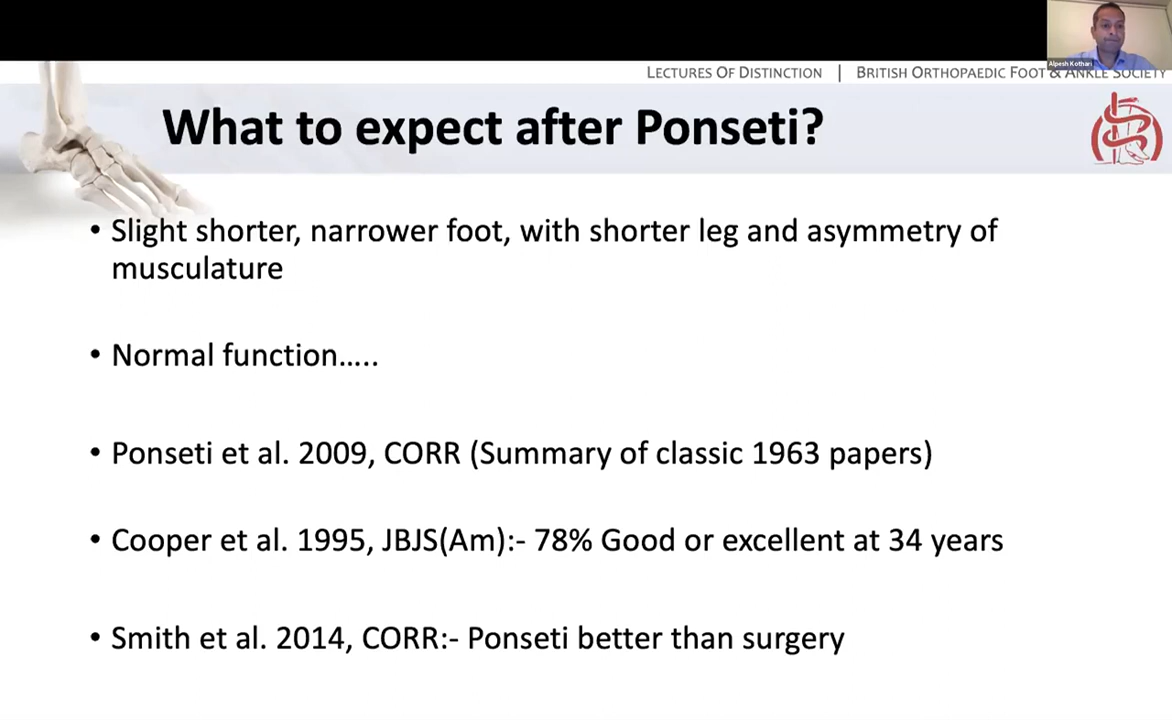 Alpesh Kothari
LECTURES OF DISTINCTION | BRITISH ORTHOPAEDIC FOOT & ANKLE SOCIETY
What to expect after Ponseti?
• Slight shorter, narrower foot, with shorter leg and asymmetry of
musculature
• Normal function.....
• Ponseti et al. 2009, CORR (Summary of classic 1963 papers)
• Cooper et al. 1995, JBJS(Am):- 78% Good or excellent at 34 years
• Smith et al. 2014, CORR:- Ponseti better than surgery